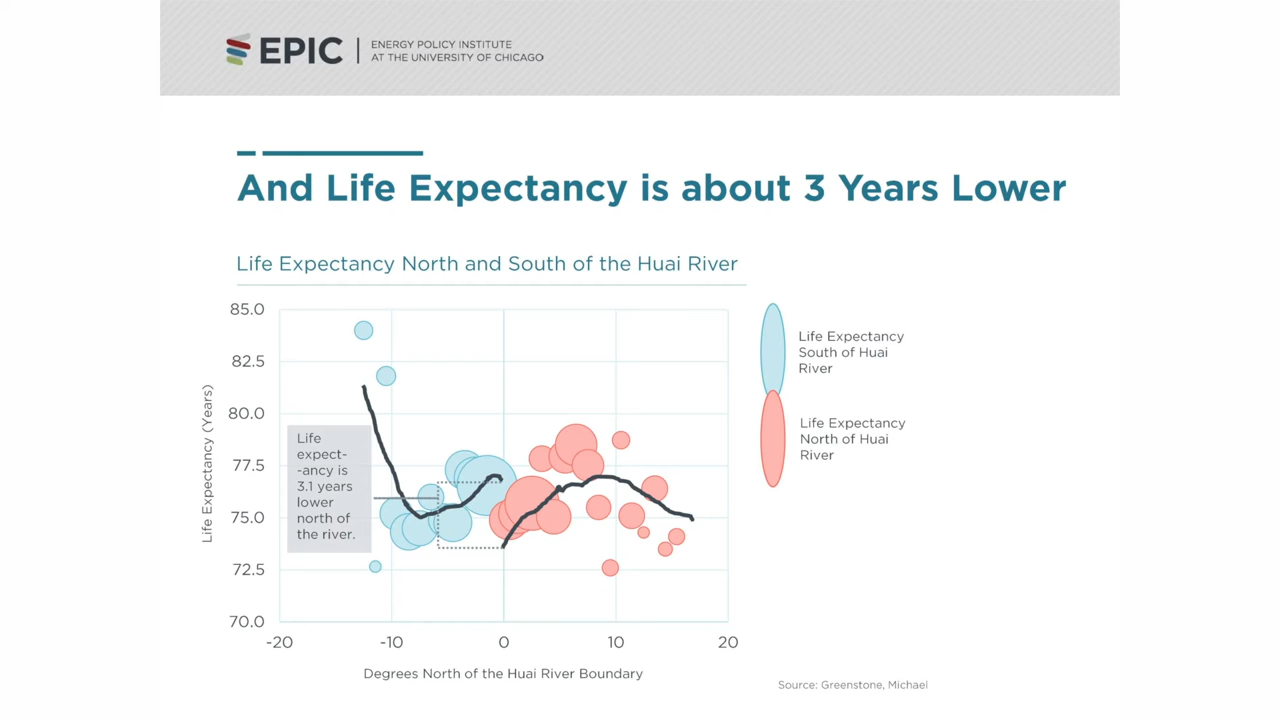 EPIC
ENERGY POLICY INSTITUTE
AT THE UNIVERSITY OF CHICAGO
And Life Expectancy is about 3 Years Lower
Life Expectancy North and South of the Huai River
85.0
82.5
80.0
77.5
75.0
72.5
70.0
Life Expectancy (Years)
Life
expect-
-ancy is
3.1 years
lower
north of
the river.
-20
-10
0
10
20
Degrees North of the Huai River Boundary
Life Expectancy
South of Huai
River
Life Expectancy
North of Huai
River
Source: Greenstone, Michael